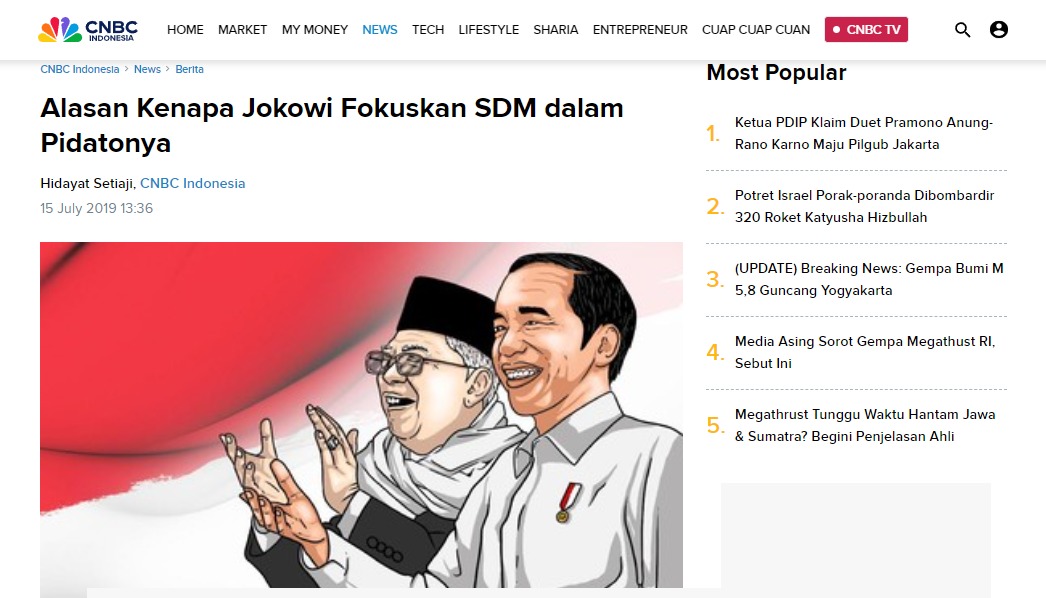 CNBC
INDONESIA
HOME MARKET MY MONEY NEWS TECH LIFESTYLE SHARIA ENTREPRENEUR CUAP CUAP CUAN CNBC TV
CNBC Indonesia > News > Berita
Alasan Kenapa Jokowi Fokuskan SDM dalam
Pidatonya
Hidayat Setiaji, CNBC Indonesia
15 July 2019 13:36
Most Popular
1. Ketua PDIP Klaim Duet Pramono Anung-
Rano Karno Maju Pilgub Jakarta
2. Potret Israel Porak-poranda Dibombardir
320 Roket Katyusha Hizbullah
3. (UPDATE) Breaking News: Gempa Bumi M
5,8 Guncang Yogyakarta
4. Media Asing Sorot Gempa Megathust RI,
Sebut Ini
5. Megathrust Tunggu Waktu Hantam Jawa
& Sumatra? Begini Penjelasan Ahli